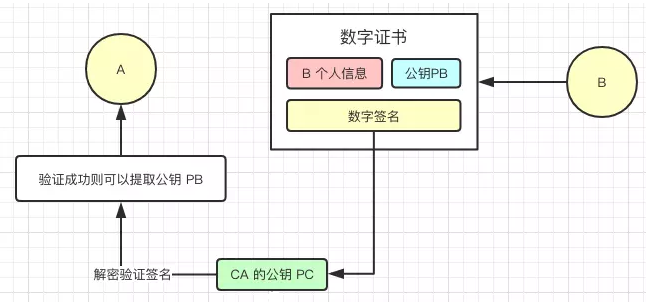 数字证书
A
B 个人信息
公钥PB
B
数字签名
验证成功则可以提取公钥 PB
解密验证签名
CA 的公钥 PC